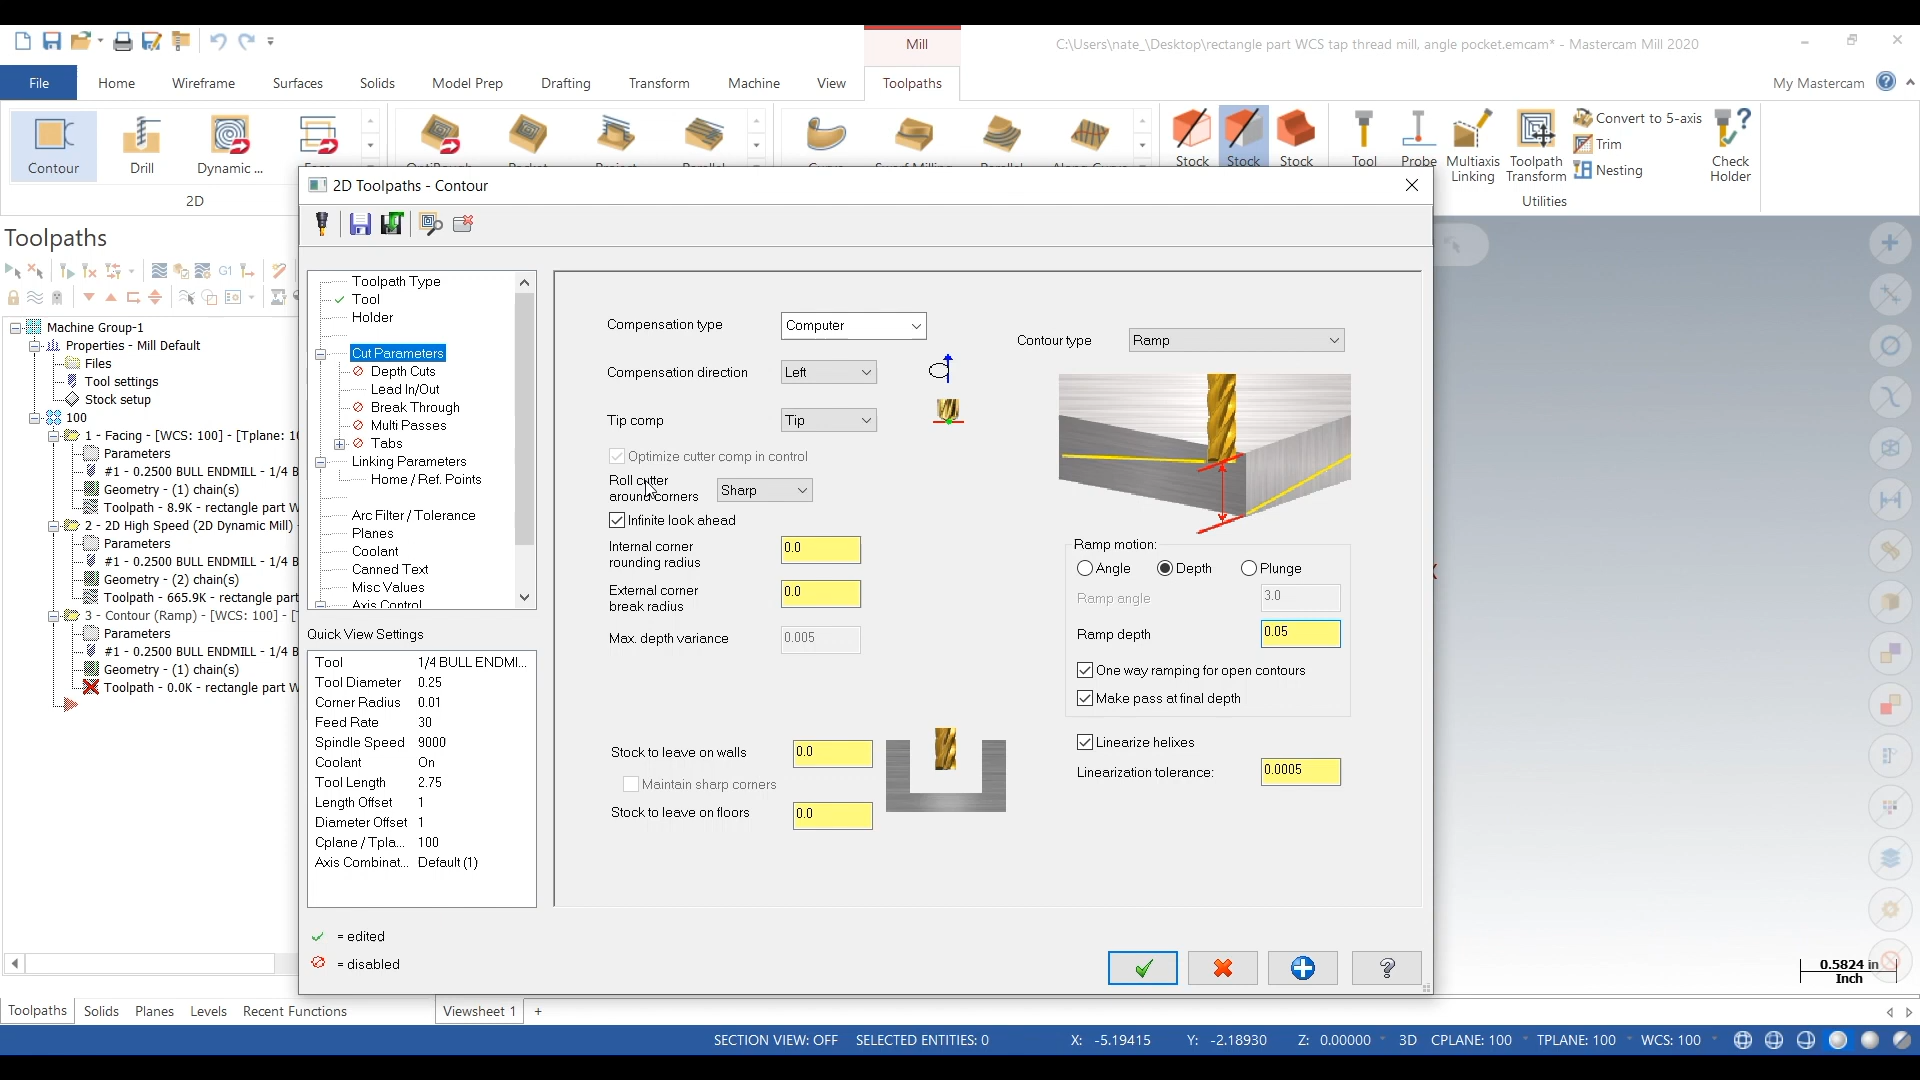 Mill
C:\Users\nate_\Desktop\rectangle part WCS tap thread mill, angle pocket.emcam* - Mastercam Mill 2020
File
Home
Wireframe
Surfaces
Solids
Model Prep
Drafting
Transform
Machine
View
Toolpaths
My Mastercam
Contour
Drill
Dynamic ...
2D
Stock
Stock
Stock
Tool
Probe
Multiaxis
Linking
Toolpath
Transform
Convert to 5-axis
Trim
Nesting
Check
Holder
Utilities
2D Toolpaths - Contour
Toolpaths
G1
Machine Group-1
Properties - Mill Default
Files
Tool settings
Stock setup
100
1 - Facing - [WCS: 100] - [Tplane: 10
Parameters
#1 - 0.2500 BULL ENDMILL - 1/4 B
Geometry - (1) chain(s)
Toolpath - 8.9K - rectangle part W
2 - 2D High Speed (2D Dynamic Mill) -
Parameters
#1 - 0.2500 BULL ENDMILL - 1/4 B
Geometry - (2) chain(s)
Toolpath - 665.9K - rectangle part
3 - Contour (Ramp) - [WCS: 100] - [T
Parameters
#1 - 0.2500 BULL ENDMILL - 1/4 B
Geometry - (1) chain(s)
Toolpath - 0.0K - rectangle part W
Toolpath Type
Tool
Holder
Cut Parameters
Depth Cuts
Lead In/Out
Break Through
Multi Passes
Tabs
Linking Parameters
Home / Ref. Points
Arc Filter / Tolerance
Planes
Coolant
Canned Text
Misc Values
Axis Control
Quick View Settings
Tool 1/4 BULL ENDMI...
Tool Diameter 0.25
Corner Radius 0.01
Feed Rate 30
Spindle Speed 9000
Coolant On
Tool Length 2.75
Length Offset 1
Diameter Offset 1
Cplane / Tpla... 100
Axis Combinat... Default (1)
= edited
= disabled
Compensation type Computer
Compensation direction Left
Tip comp Tip
Optimize cutter comp in control
Roll cutter
around corners Sharp
Infinite look ahead
Internal corner
rounding radius 0.0
External corner
break radius 0.0
Max. depth variance 0.005
Stock to leave on walls 0.0
Maintain sharp corners
Stock to leave on floors 0.0
Contour type Ramp
Ramp motion:
Angle Depth Plunge
Ramp angle 3.0
Ramp depth 0.05
One way ramping for open contours
Make pass at final depth
Linearize helixes
Linearization tolerance: 0.0005
0.5824 in
Inch
Toolpaths
Solids
Planes
Levels
Recent Functions
Viewsheet 1
+
SECTION VIEW: OFF
SELECTED ENTITIES: 0
X: -5.19415
Y: -2.18930
Z: 0.00000
3D
CPLANE: 100
TPLANE: 100
WCS: 100